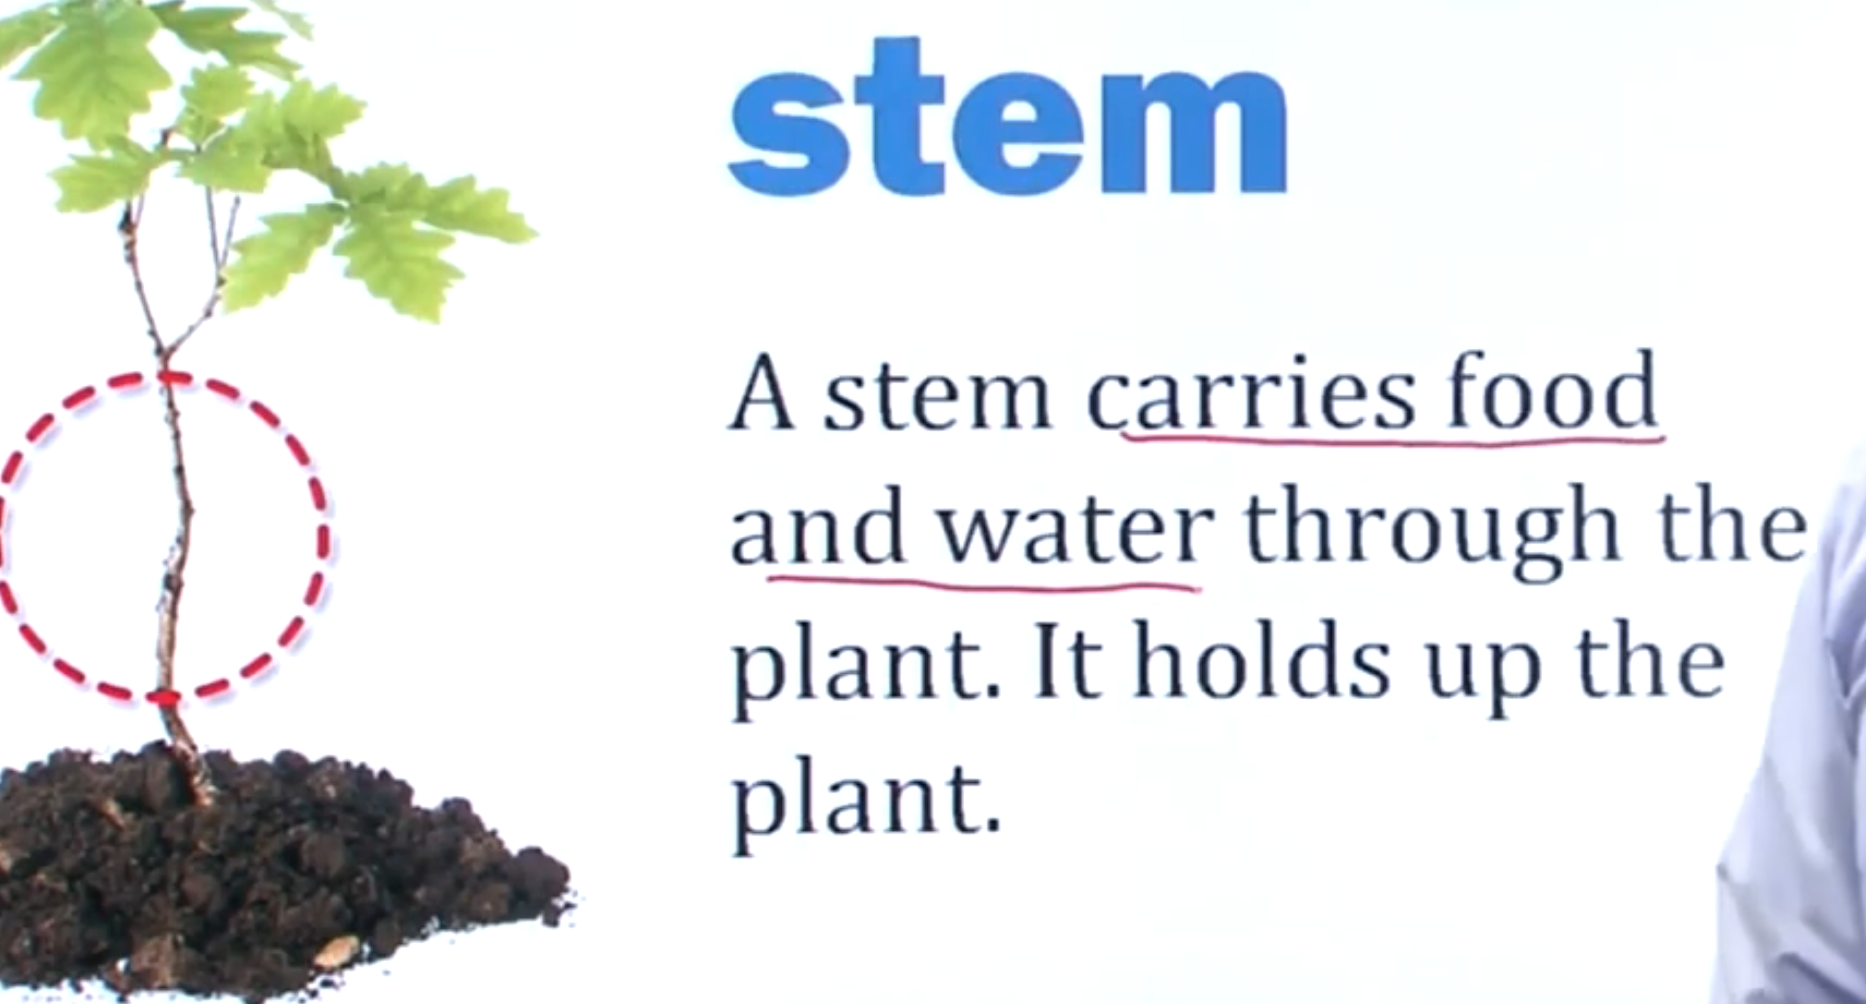 stem
A stem carries food
and water through the
plant. It holds up the
plant.